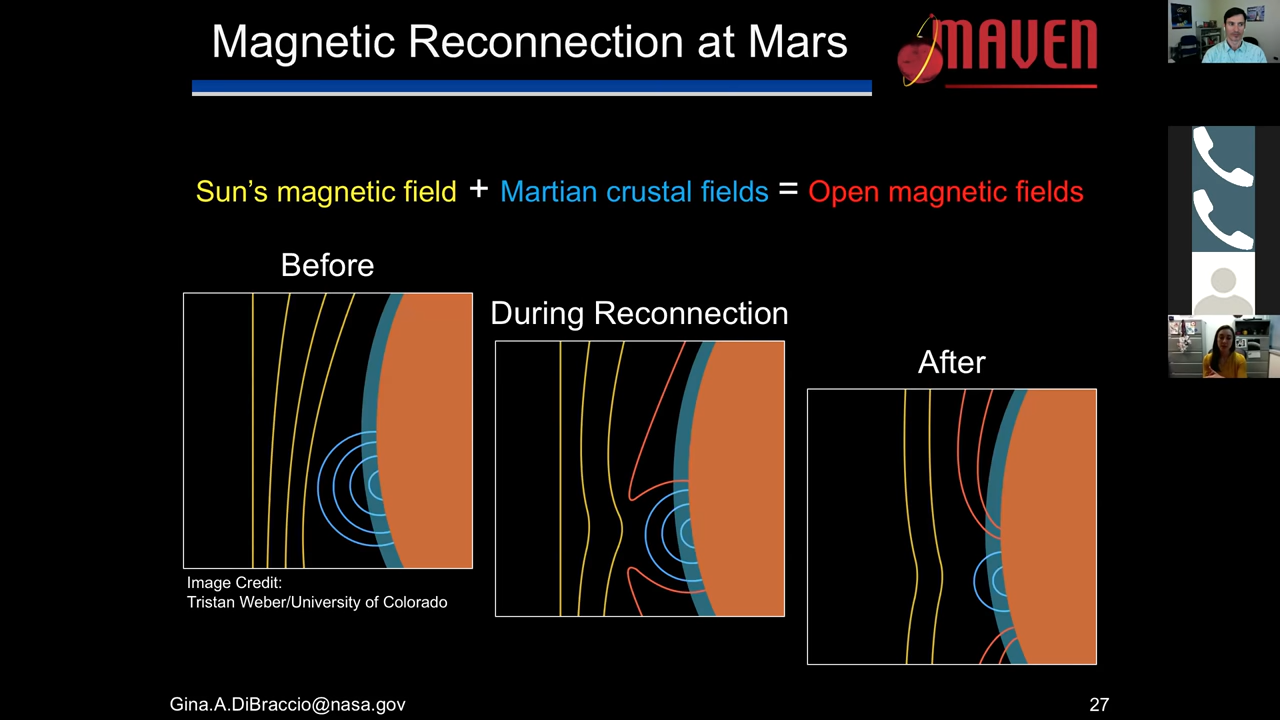 Magnetic Reconnection at Mars
MAVEN
Sun's magnetic field + Martian crustal fields = Open magnetic fields
Before
During Reconnection
After
Image Credit:
Tristan Weber/University of Colorado
Gina.A.DiBraccio@nasa.gov
27